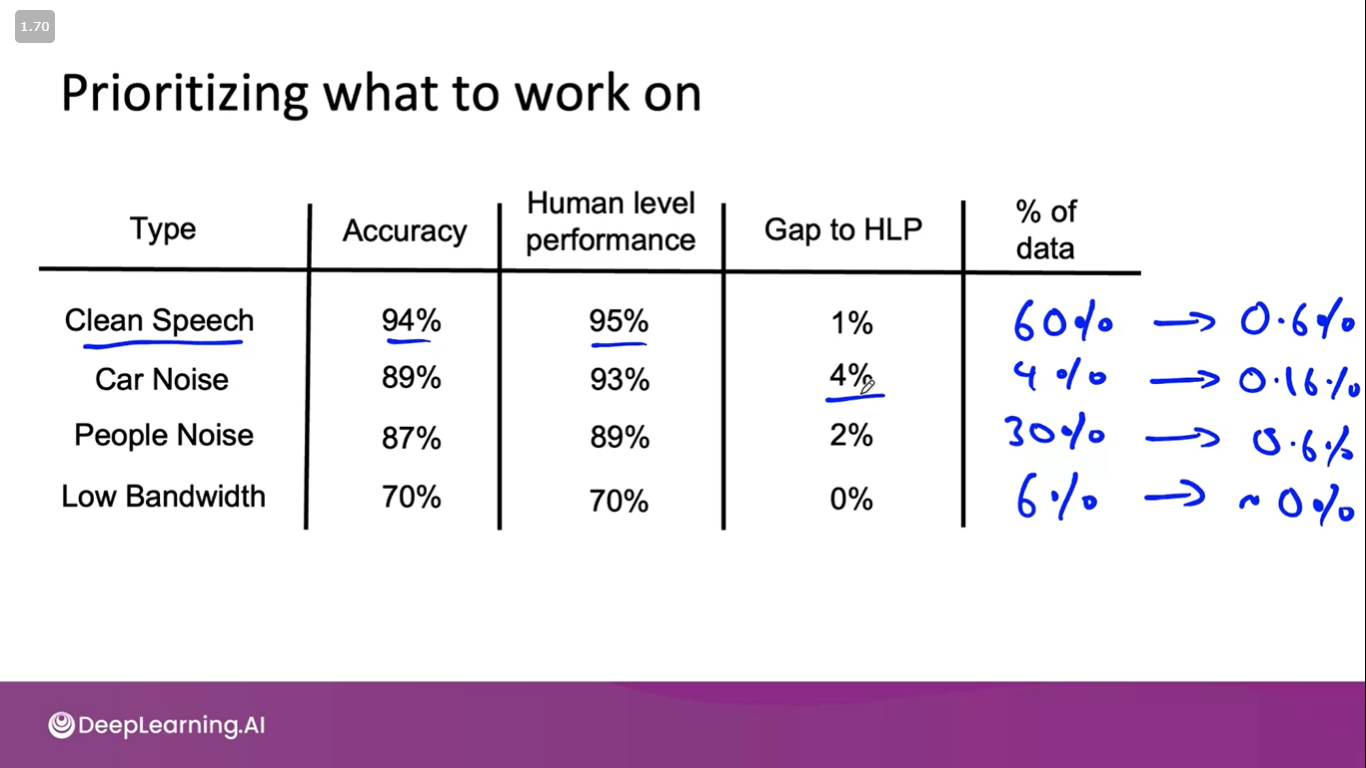 1.70
Prioritizing what to work on
Type Accuracy Human level performance Gap to HLP % of data
Clean Speech 94% 95% 1% 60% → 0.6%
Car Noise 89% 93% 4% 4% → 0.16%
People Noise 87% 89% 2% 30% → 0.6%
Low Bandwidth 70% 70% 0% 6% → ~0%
DeepLearning.AI